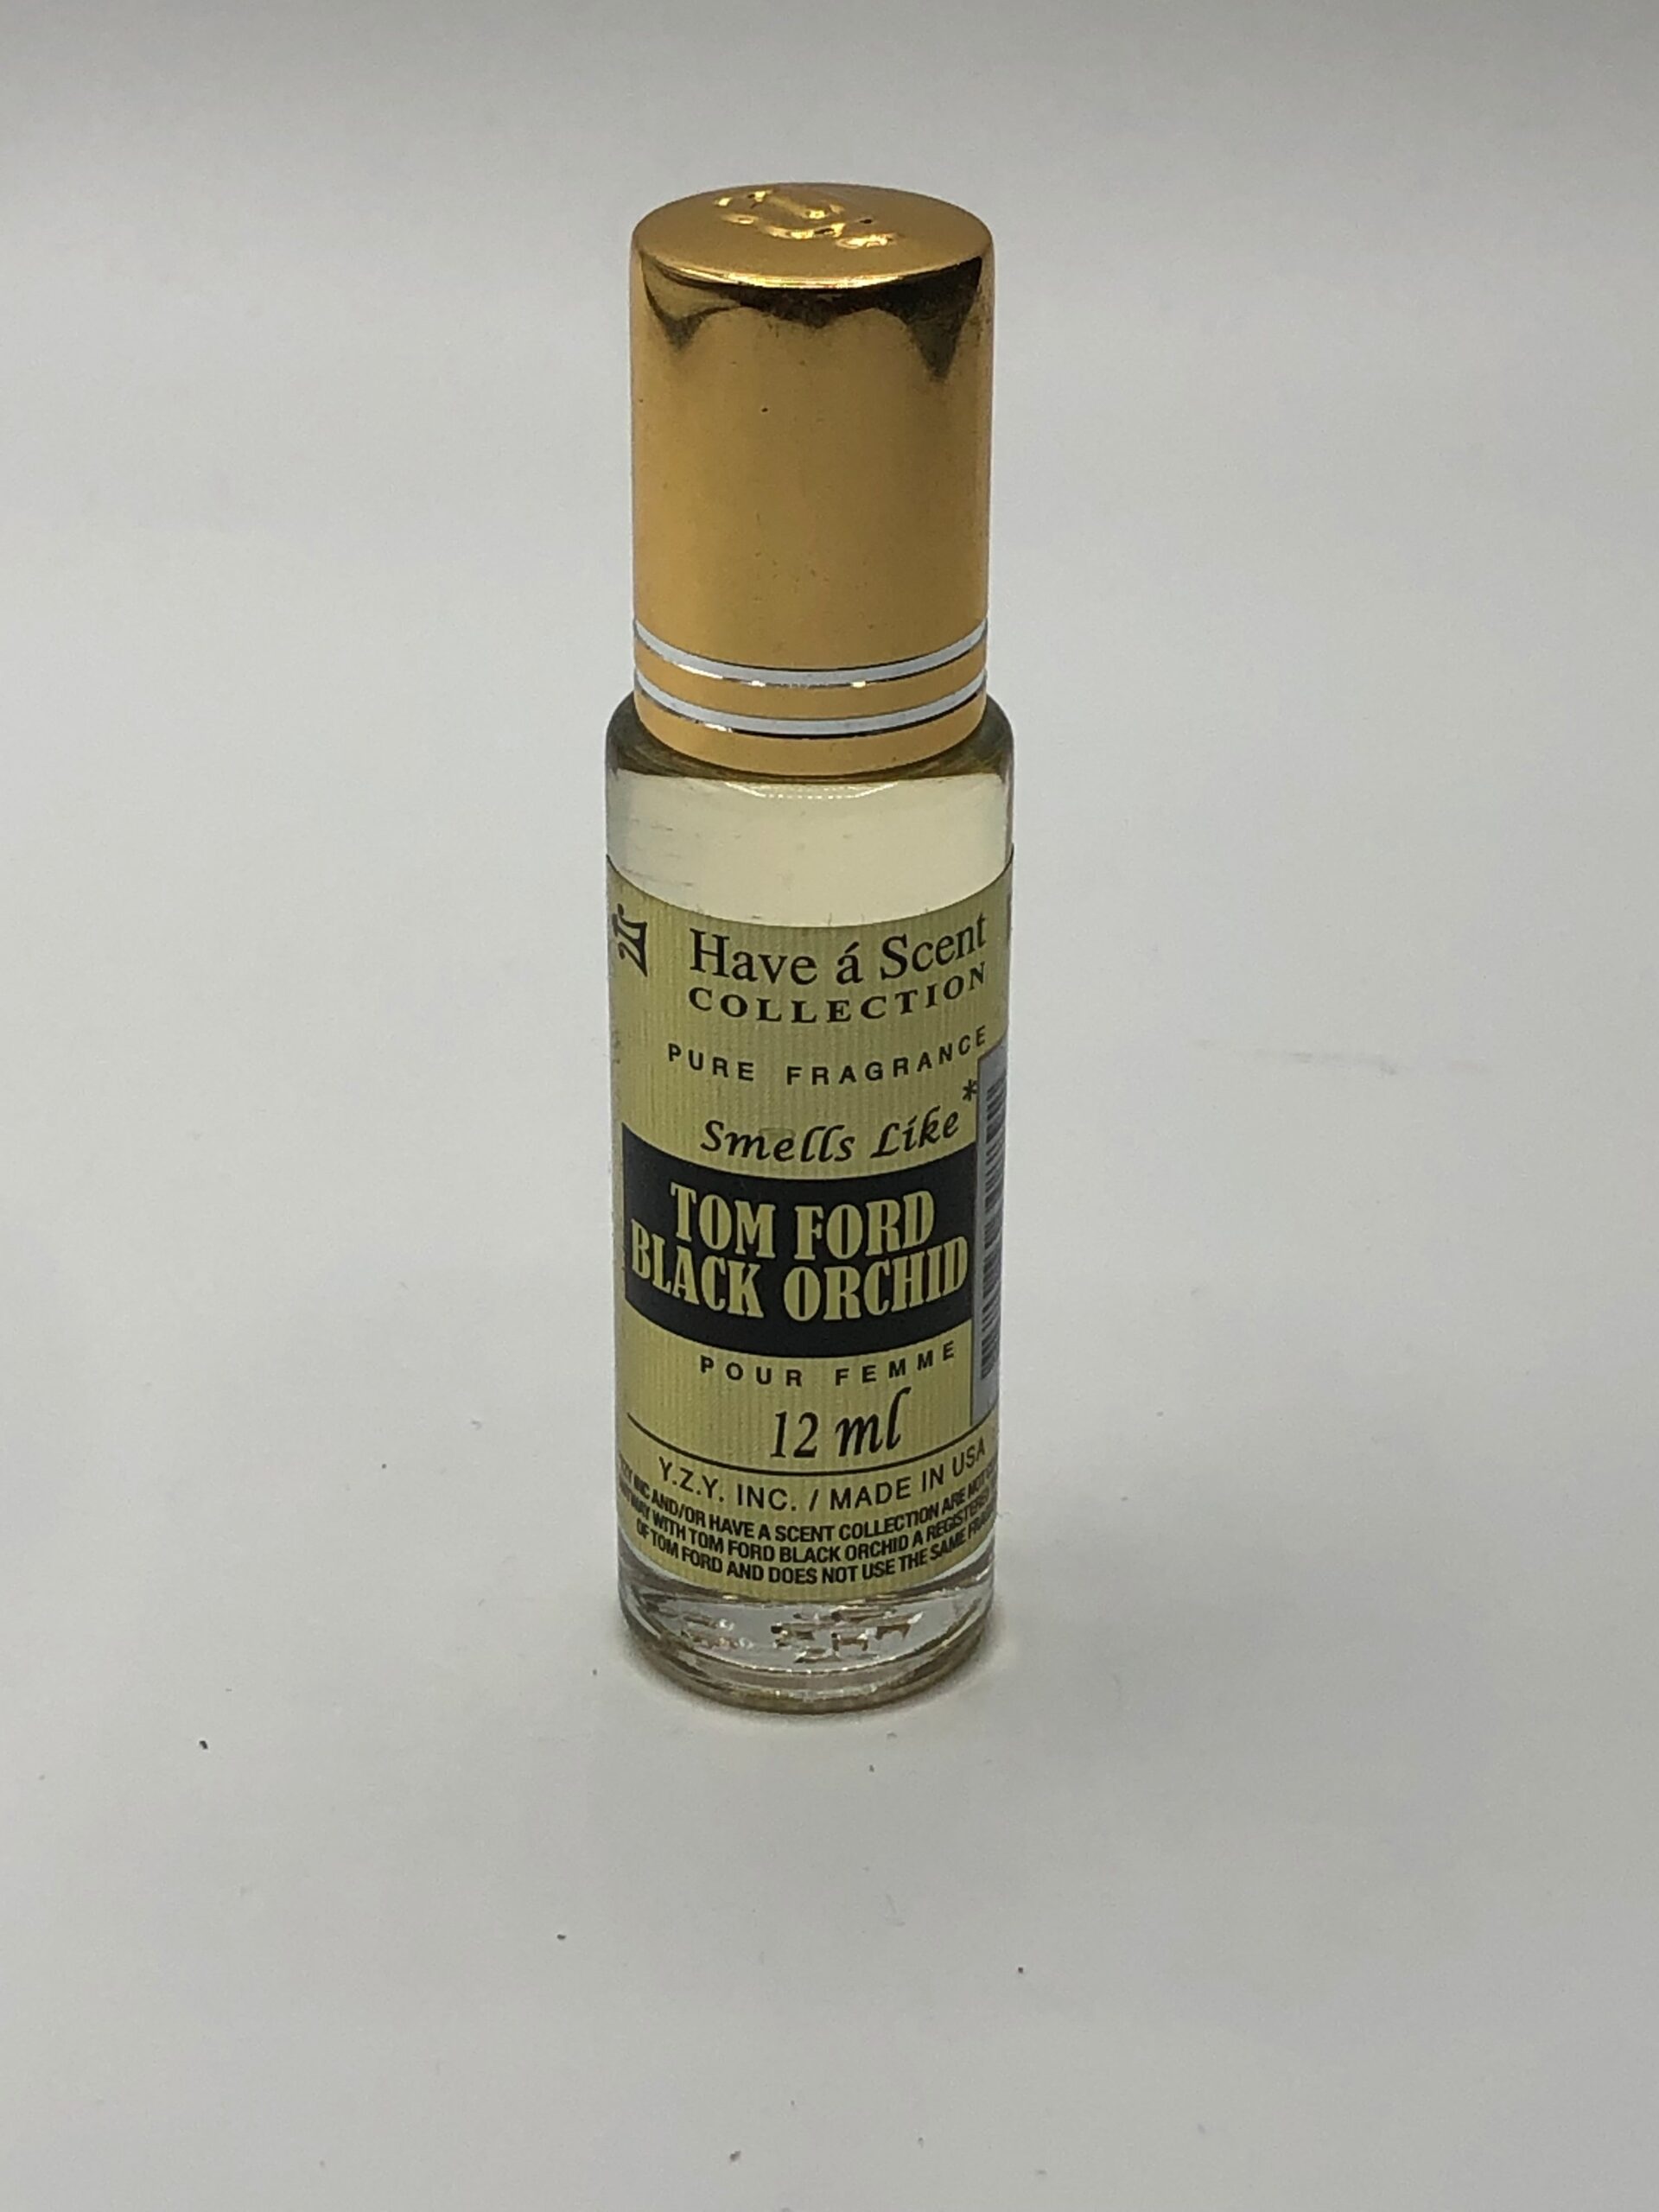 Have á Scent
COLLECTION
PURE FRAGRANCE
Smells Like*
TOM FORD
BLACK ORCHID
POUR FEMME
12 ml
Y.Z.Y. INC. / MADE IN USA
INC AND/OR HAVE A SCENT COLLECTION ARE NOT
WITH TOM FORD BLACK ORCHID A REGISTERED
OF TOM FORD AND DOES NOT USE THE SAME